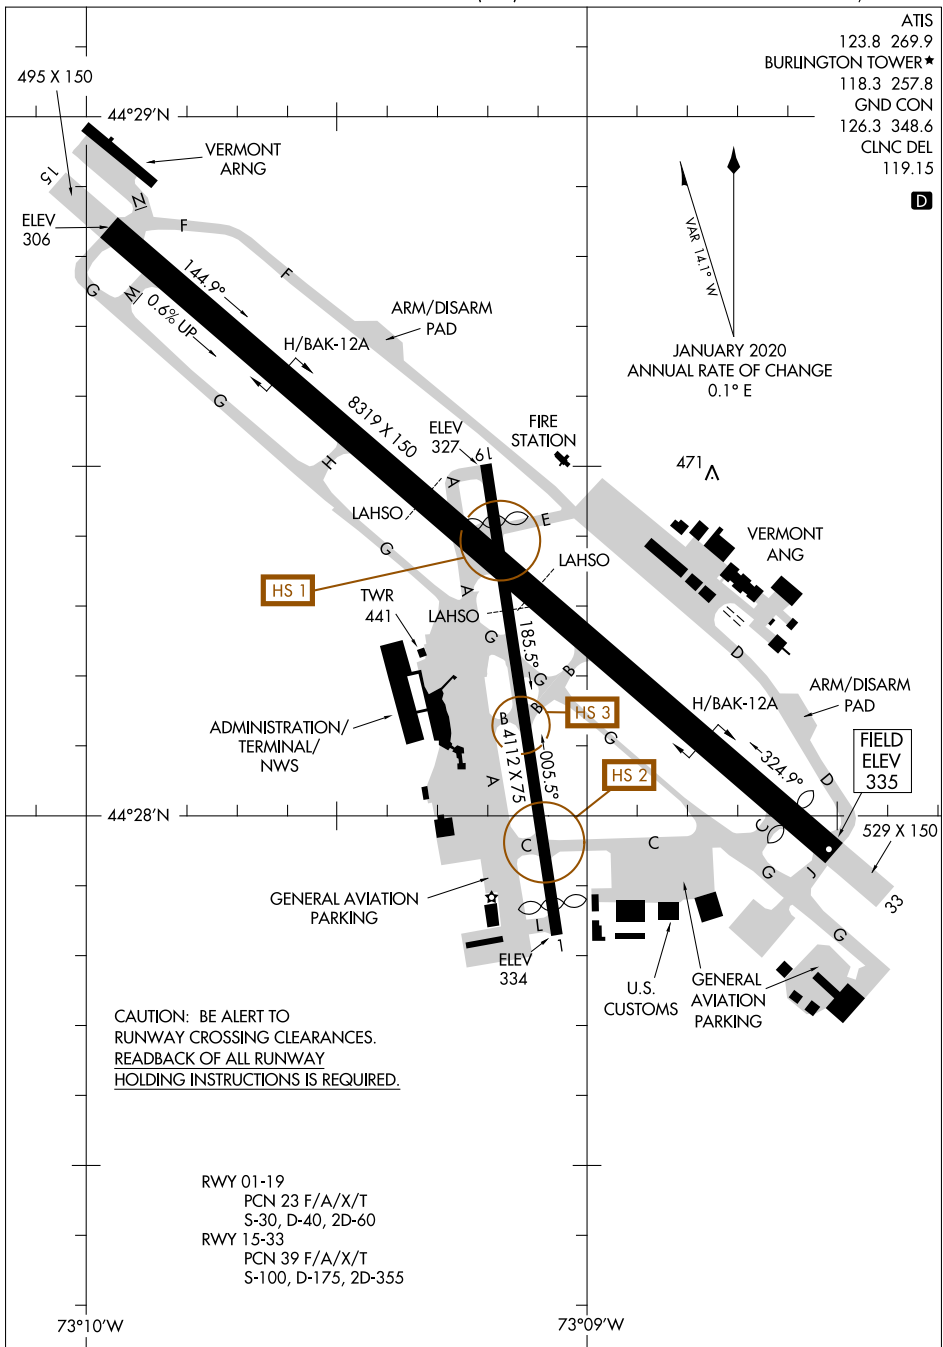 ATIS
123.8 269.9
BURLINGTON TOWER★
118.3 257.8
GND CON
126.3 348.6
CLNC DEL
119.15
D
495 X 150
44°29'N
VERMONT
ARNG
15
N
F
ELEV
306
VAR 14.1° W
144.9°
F
G
M
0.6% UP
ARM/DISARM
PAD
H/BAK-12A
JANUARY 2020
ANNUAL RATE OF CHANGE
0.1° E
G
8319 X 150
ELEV
327
FIRE
STATION
19
H
471
A
LAHSO
E
VERMONT
ANG
G
LAHSO
HS 1
TWR
441
A
LAHSO
G
185.5°
D
B
G
ARM/DISARM
PAD
H/BAK-12A
B
B
HS 3
ADMINISTRATION/
TERMINAL/
NWS
G
4112 X 75
005.5°
324.9°
FIELD
ELEV
335
HS 2
A
D
44°28'N
C
529 X 150
C
C
G
J
GENERAL AVIATION
PARKING
33
L
1
G
ELEV
334
U.S.
CUSTOMS
GENERAL
AVIATION
PARKING
CAUTION: BE ALERT TO
RUNWAY CROSSING CLEARANCES.
READBACK OF ALL RUNWAY
HOLDING INSTRUCTIONS IS REQUIRED.
RWY 01-19
PCN 23 F/A/X/T
S-30, D-40, 2D-60
RWY 15-33
PCN 39 F/A/X/T
S-100, D-175, 2D-355
73°10'W
73°09'W